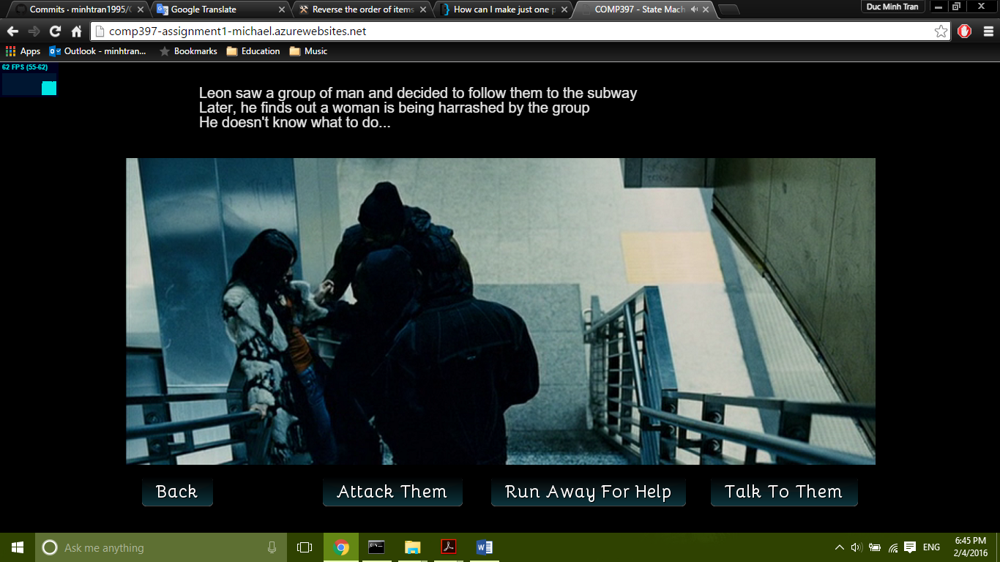 Commits · minhtran1995/
Google Translate
Reverse the order of items
How can I make just one p
COMP397 - State Mach
Duc Minh Tran
comp397-assignment1-michael.azurewebsites.net
Apps
Outlook - minhtran...
Bookmarks
Education
Music
62 FPS (55-62)
Leon saw a group of man and decided to follow them to the subway
Later, he finds out a woman is being harrashed by the group
He doesn't know what to do...
Back
Attack Them
Run Away For Help
Talk To Them
Ask me anything
ENG
6:45 PM
2/4/2016